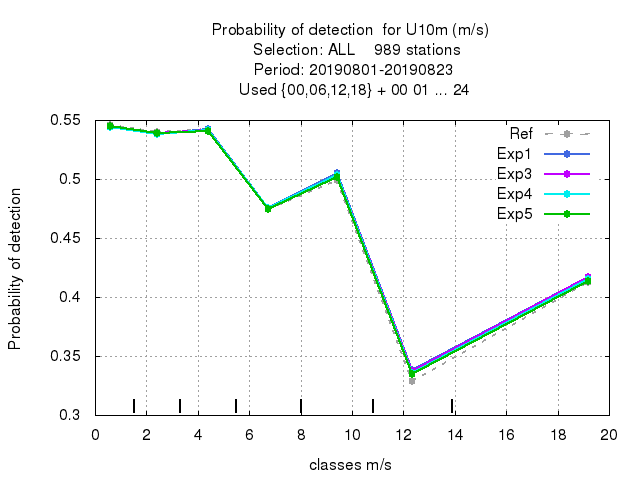 Probability of detection  for U10m (m/s)
Selection: ALL    989 stations
Period: 20190801-20190823
Used {00,06,12,18} + 00 01 ... 24
Probability of detection
0.55
0.5
0.45
0.4
0.35
0.3
Ref
Exp1
Exp3
Exp4
Exp5
0 2 4 6 8 10 12 14 16 18 20
classes m/s